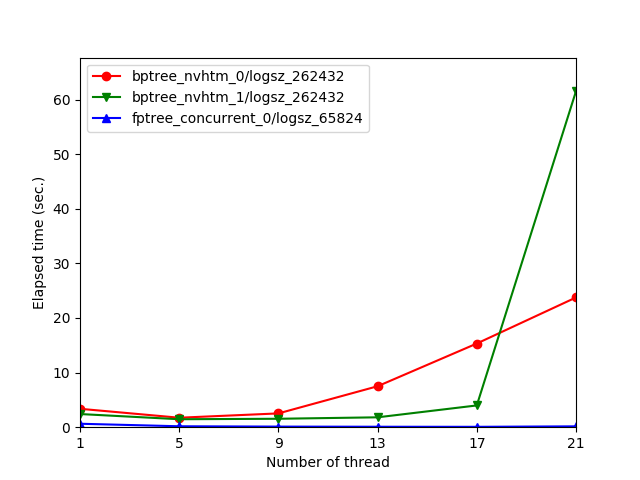 bptree_nvhtm_0/logsz_262432
bptree_nvhtm_1/logsz_262432
fptree_concurrent_0/logsz_65824
60
50
40
30
20
10
0
Elapsed time (sec.)
1 5 9 13 17 21
Number of thread